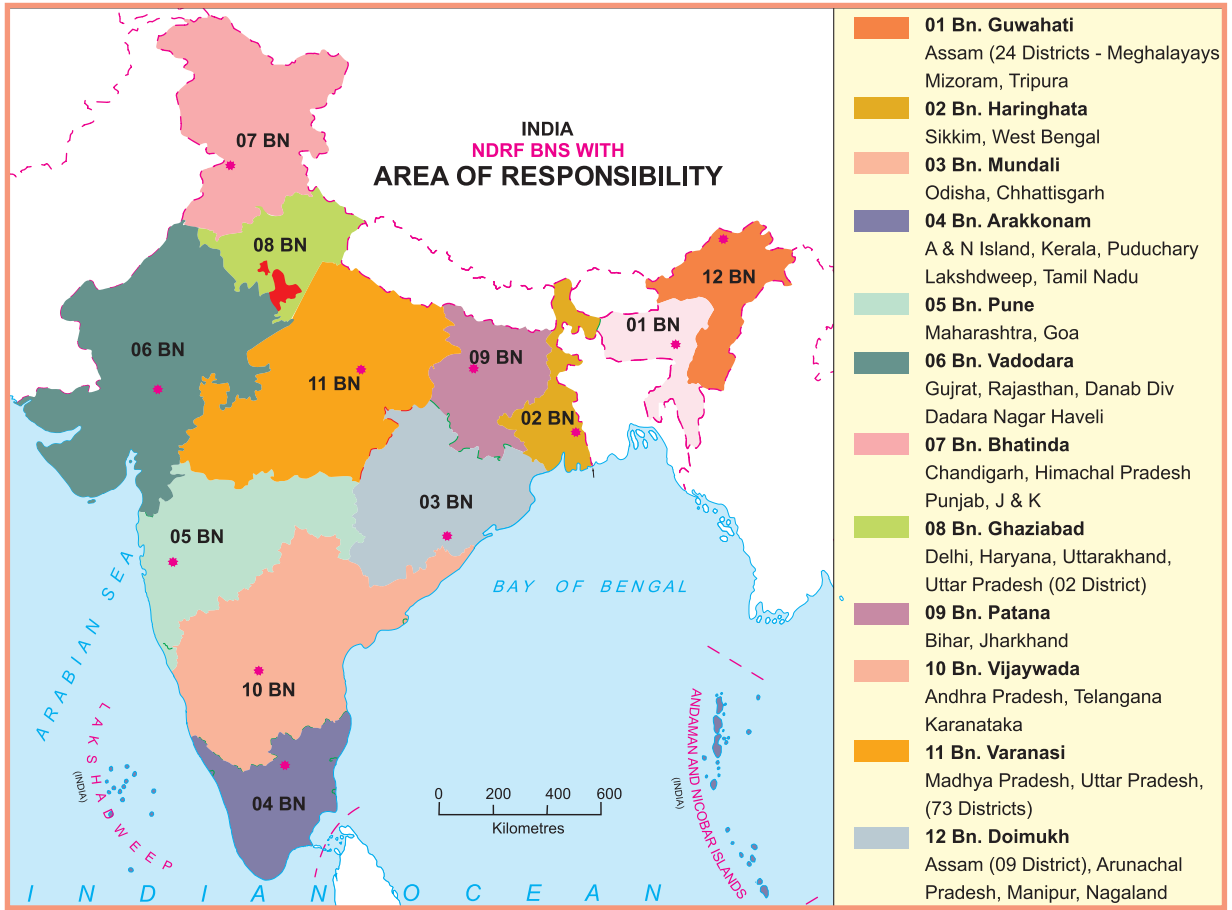 INDIA
NDRF BNS WITH
AREA OF RESPONSIBILITY
07 BN
08 BN
12 BN
01 BN
06 BN
09 BN
11 BN
02 BN
03 BN
05 BN
BAY OF BENGAL
ARABIAN SEA
10 BN
04 BN
LAKSHADWEEP
(INDIA)
ANDAMAN AND NICOBAR ISLANDS
(INDIA)
0 200 400 600
Kilometres
INDIAN OCEAN
01 Bn. Guwahati
Assam (24 Districts - Meghalayays
Mizoram, Tripura
02 Bn. Haringhata
Sikkim, West Bengal
03 Bn. Mundali
Odisha, Chhattisgarh
04 Bn. Arakkonam
A & N Island, Kerala, Puduchary
Lakshdweep, Tamil Nadu
05 Bn. Pune
Maharashtra, Goa
06 Bn. Vadodara
Gujrat, Rajasthan, Danab Div
Dadara Nagar Haveli
07 Bn. Bhatinda
Chandigarh, Himachal Pradesh
Punjab, J & K
08 Bn. Ghaziabad
Delhi, Haryana, Uttarakhand,
Uttar Pradesh (02 District)
09 Bn. Patana
Bihar, Jharkhand
10 Bn. Vijaywada
Andhra Pradesh, Telangana
Karanataka
11 Bn. Varanasi
Madhya Pradesh, Uttar Pradesh,
(73 Districts)
12 Bn. Doimukh
Assam (09 District), Arunachal
Pradesh, Manipur, Nagaland